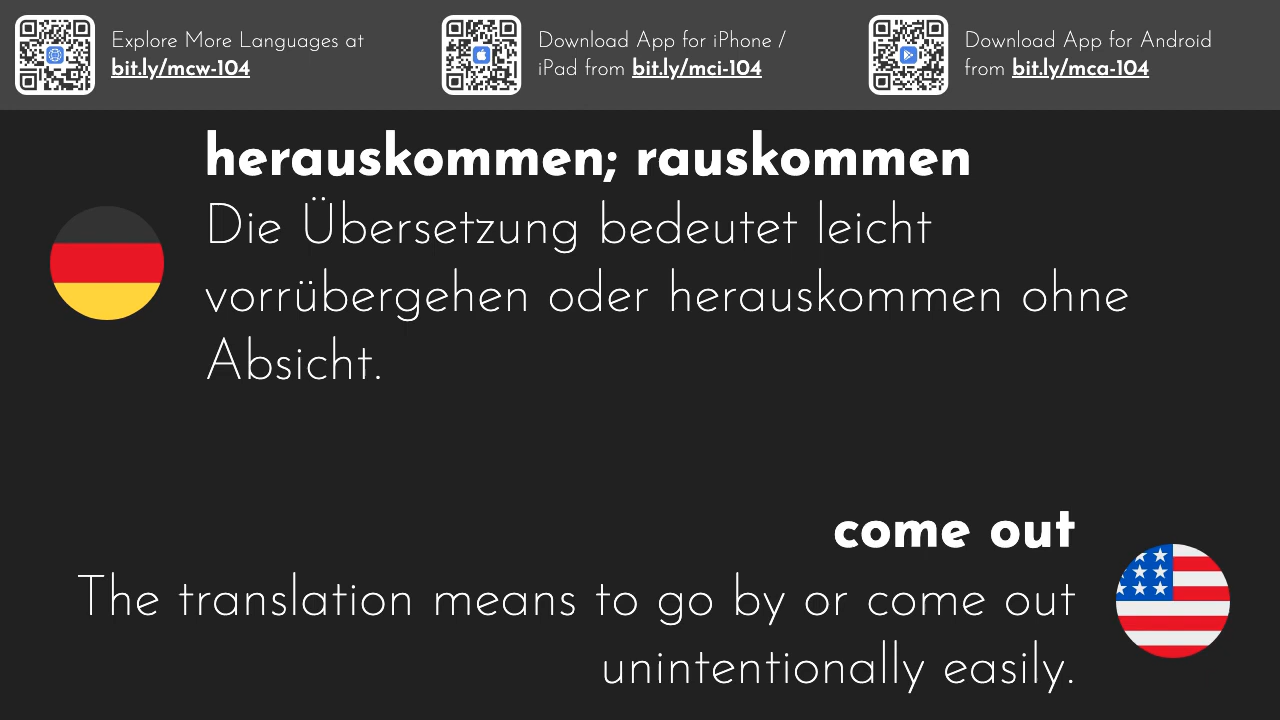 Explore More Languages at
bit.ly/mcw-104
Download App for iPhone /
iPad from bit.ly/mci-104
Download App for Android
from bit.ly/mca-104
herauskommen; rauskommen
Die Übersetzung bedeutet leicht
vorrübergehen oder herauskommen ohne
Absicht.
come out
The translation means to go by or come out
unintentionally easily.